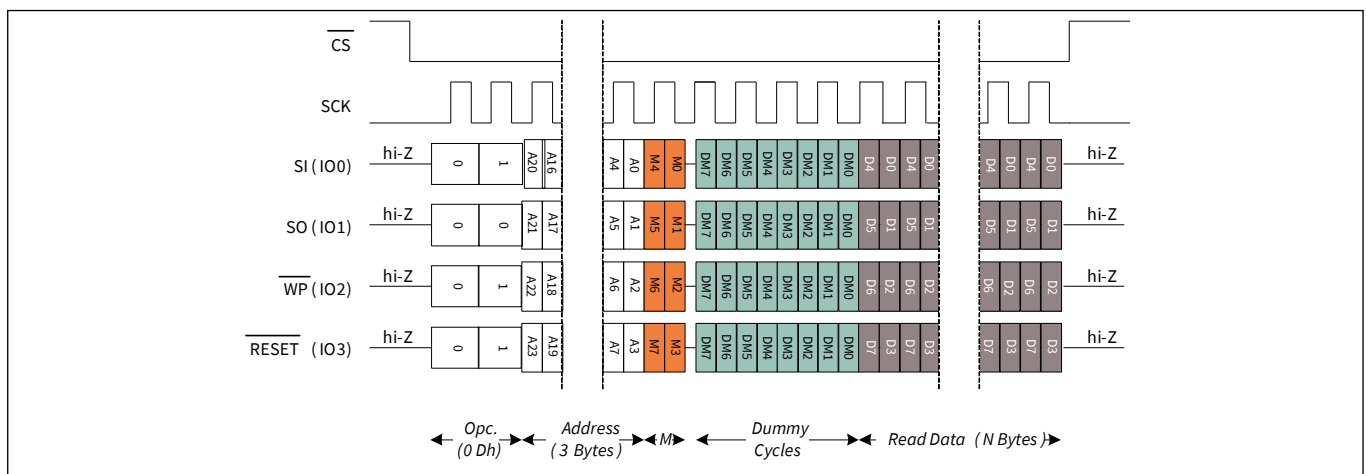 CS
SCK
SI (IO0) hi-Z 0 1 A20 A16 A4 A0 M4 M0 DM7 DM6 DM5 DM4 DM3 DM2 DM1 DM0 D4 D0 D4 D0 D4 D0 D4 D0 hi-Z
SO (IO1) hi-Z 0 0 A21 A17 A5 A1 M5 M1 DM7 DM6 DM5 DM4 DM3 DM2 DM1 DM0 D5 D1 D5 D1 D5 D1 D5 D1 hi-Z
WP (IO2) hi-Z 0 1 A22 A18 A6 A2 M6 M2 DM7 DM6 DM5 DM4 DM3 DM2 DM1 DM0 D6 D2 D6 D2 D6 D2 D6 D2 hi-Z
RESET (IO3) hi-Z 0 1 A23 A19 A7 A3 M7 M3 DM7 DM6 DM5 DM4 DM3 DM2 DM1 DM0 D7 D3 D7 D3 D7 D3 D7 D3 hi-Z
Opc. Address M Dummy Read Data (N Bytes)
(0 Dh) (3 Bytes) Cycles